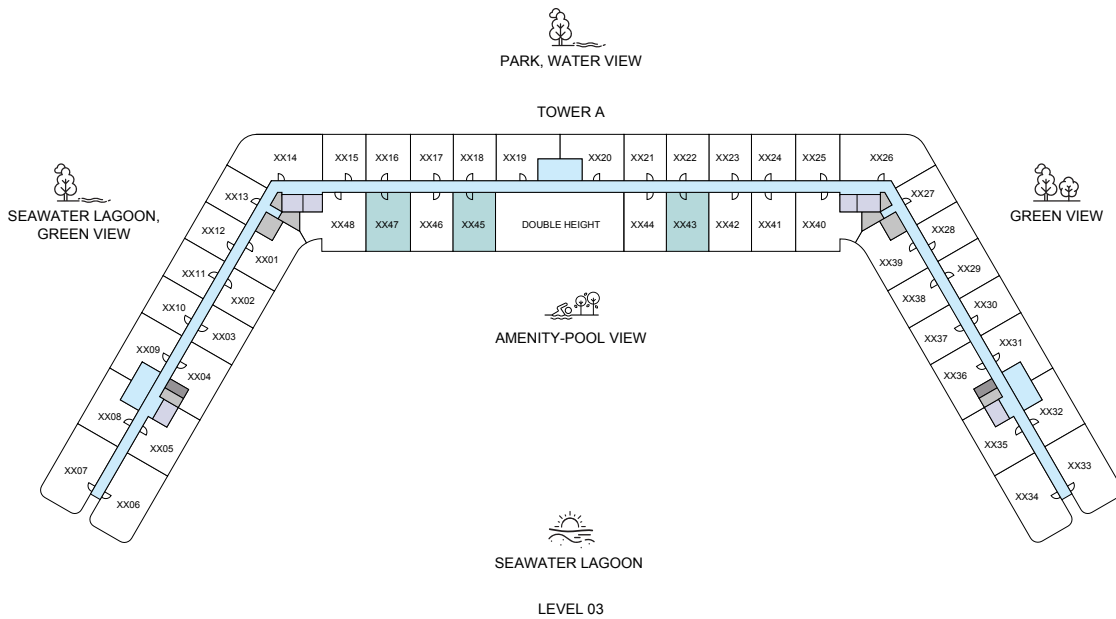 PARK, WATER VIEW
TOWER A
XX14 XX15 XX16 XX17 XX18 XX19 XX20 XX21 XX22 XX23 XX24 XX25 XX26
XX13
XX27
SEAWATER LAGOON,
GREEN VIEW
GREEN VIEW
XX48 XX47 XX46 XX45 DOUBLE HEIGHT XX44 XX43 XX42 XX41 XX40
XX12
XX28
XX01
XX39
XX11
XX29
XX02
XX38
XX10
XX30
XX03
XX37
XX09
XX31
XX04
XX36
AMENITY-POOL VIEW
XX08
XX32
XX05
XX35
XX07
XX33
XX06
XX34
SEAWATER LAGOON
LEVEL 03